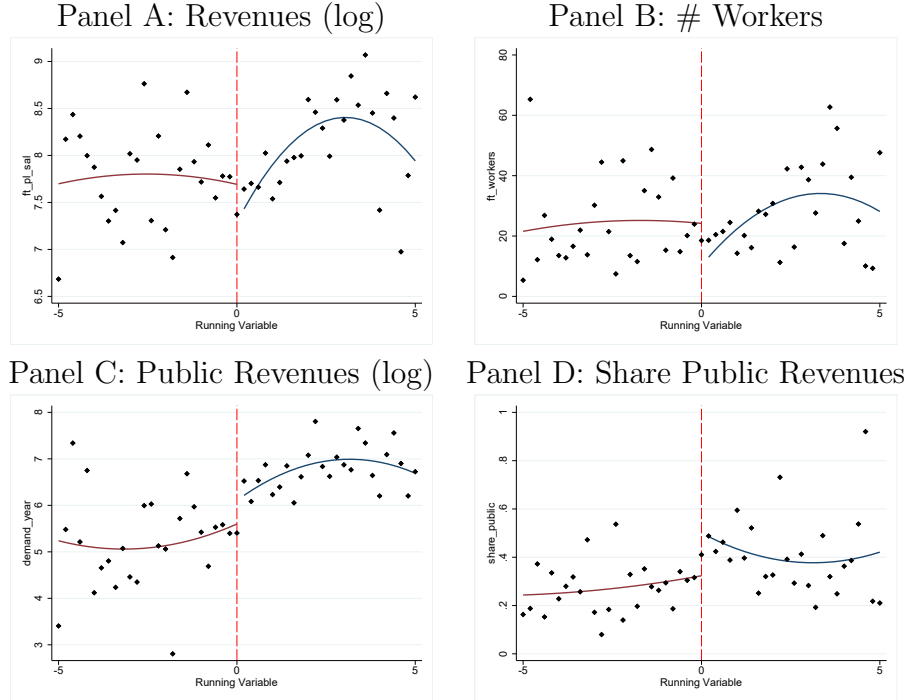 Panel A: Revenues (log)
9
8.5
8
7.5
7
6.5
ft_pl_sal
-5
0
5
Running Variable
Panel B: # Workers
80
60
40
20
0
ft_workers
-5
0
5
Running Variable
Panel C: Public Revenues (log)
8
7
6
5
4
3
demand_year
-5
0
5
Running Variable
Panel D: Share Public Revenues
1
.8
.6
.4
.2
0
share_public
-5
0
5
Running Variable